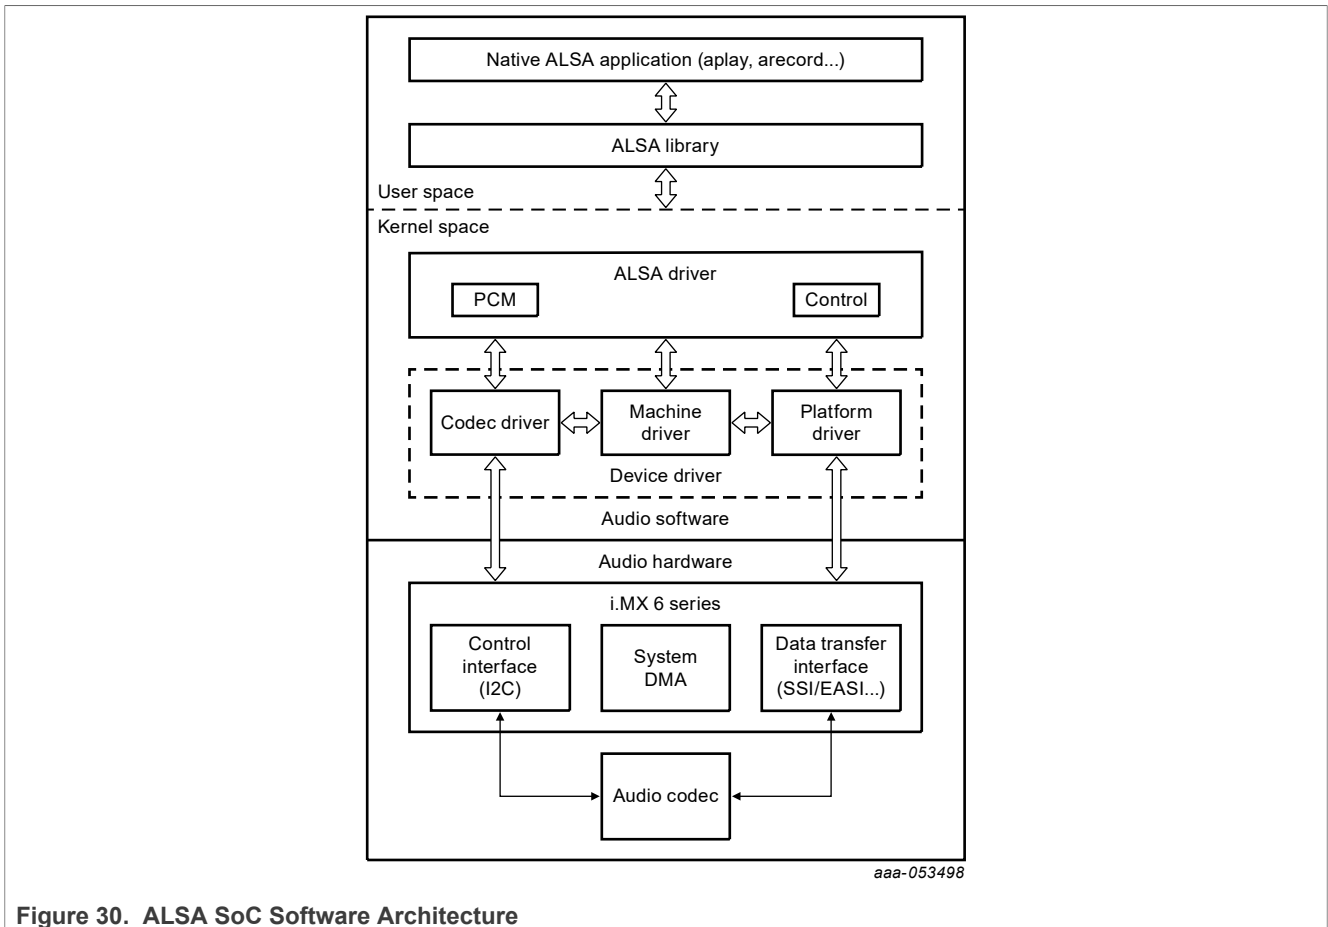 Native ALSA application (aplay, arecord...)
ALSA library
User space
Kernel space
ALSA driver
PCM
Control
Codec driver
Machine
driver
Platform
driver
Device driver
Audio software
Audio hardware
i.MX 6 series
Control
interface
(I2C)
System
DMA
Data transfer
interface
(SSI/EASI...)
Audio codec
aaa-053498
Figure 30. ALSA SoC Software Architecture